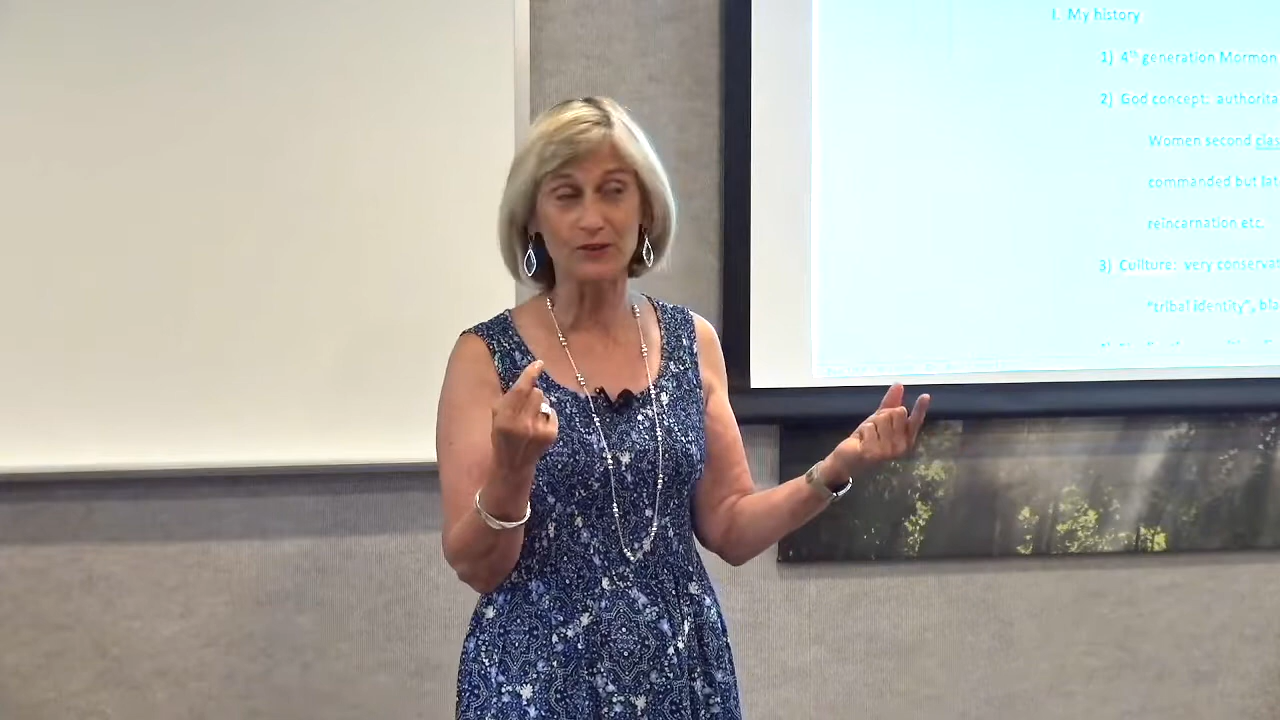 I. My history
1) 4th generation Mormon
2) God concept: authorita
Women second clas
commanded but lat
reincarnation etc.
3) Cullture: very conservat
"tribal identity", bla